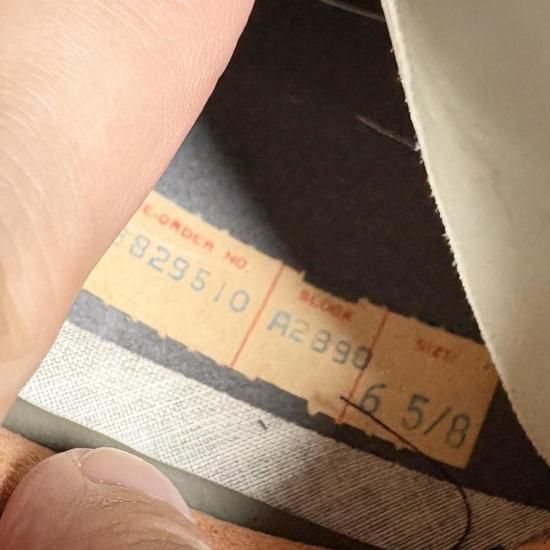 E-ORDER NO. BLOCK SIZE
829510 A2890 6 5/8